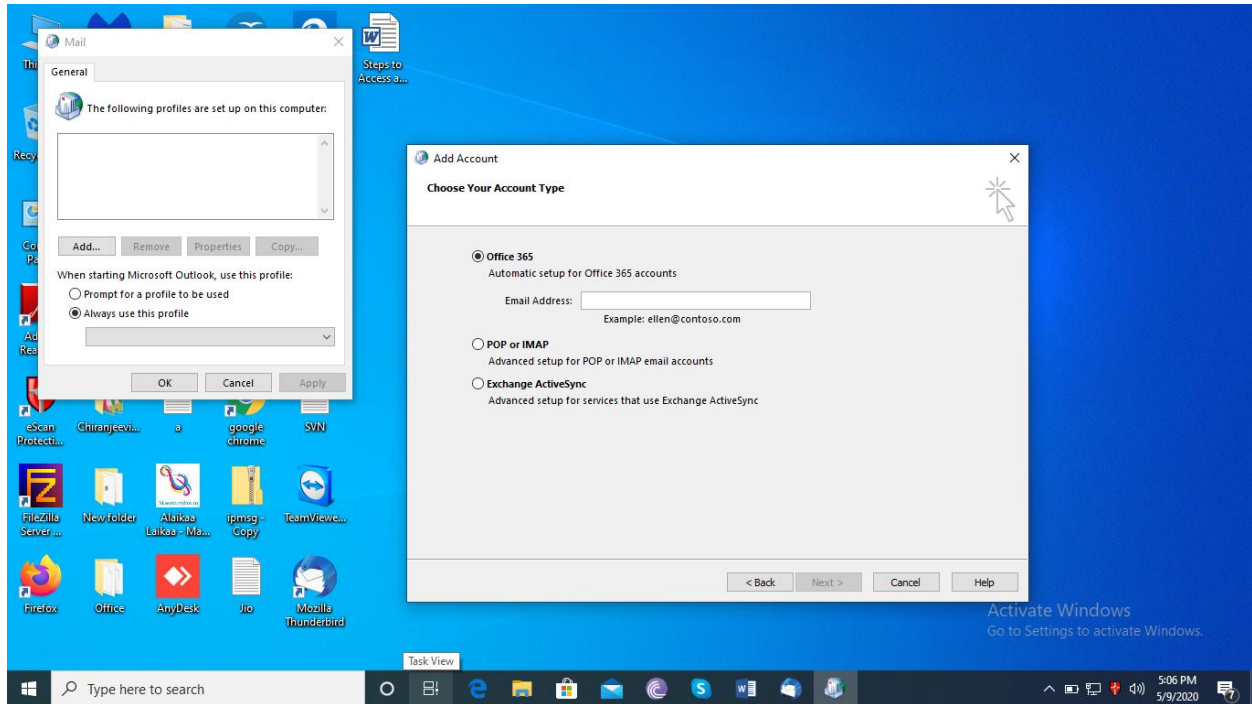 Mail
General
The following profiles are set up on this computer:
Add...
Remove
Properties
Copy...
When starting Microsoft Outlook, use this profile:
Prompt for a profile to be used
Always use this profile
OK
Cancel
Apply
Steps to
Access a...
Add Account
Choose Your Account Type
Office 365
Automatic setup for Office 365 accounts
Email Address:
Example: ellen@contoso.com
POP or IMAP
Advanced setup for POP or IMAP email accounts
Exchange ActiveSync
Advanced setup for services that use Exchange ActiveSync
< Back
Next >
Cancel
Help
eScan
Protecti...
Chiranjeevi...
a
google
chrome
SVN
FileZilla
Server ...
New folder
Alaikaa
Laikaa - Ma...
ipmsg -
Copy
TeamViewe...
Firefox
Office
AnyDesk
Jio
Mozilla
Thunderbird
Activate Windows
Go to Settings to activate Windows.
Task View
Type here to search
5:06 PM
5/9/2020
7